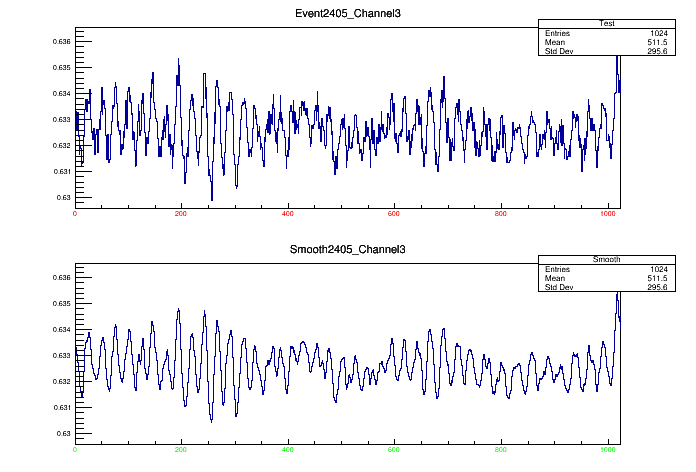 Event2405_Channel3
Test
Entries 1024
Mean 511.5
Std Dev 295.6
0.636
0.635
0.634
0.633
0.632
0.631
0.63
0 200 400 600 800 1000
Smooth2405_Channel3
Smooth
Entries 1024
Mean 511.5
Std Dev 295.6
0.636
0.635
0.634
0.633
0.632
0.631
0.63
0 200 400 600 800 1000